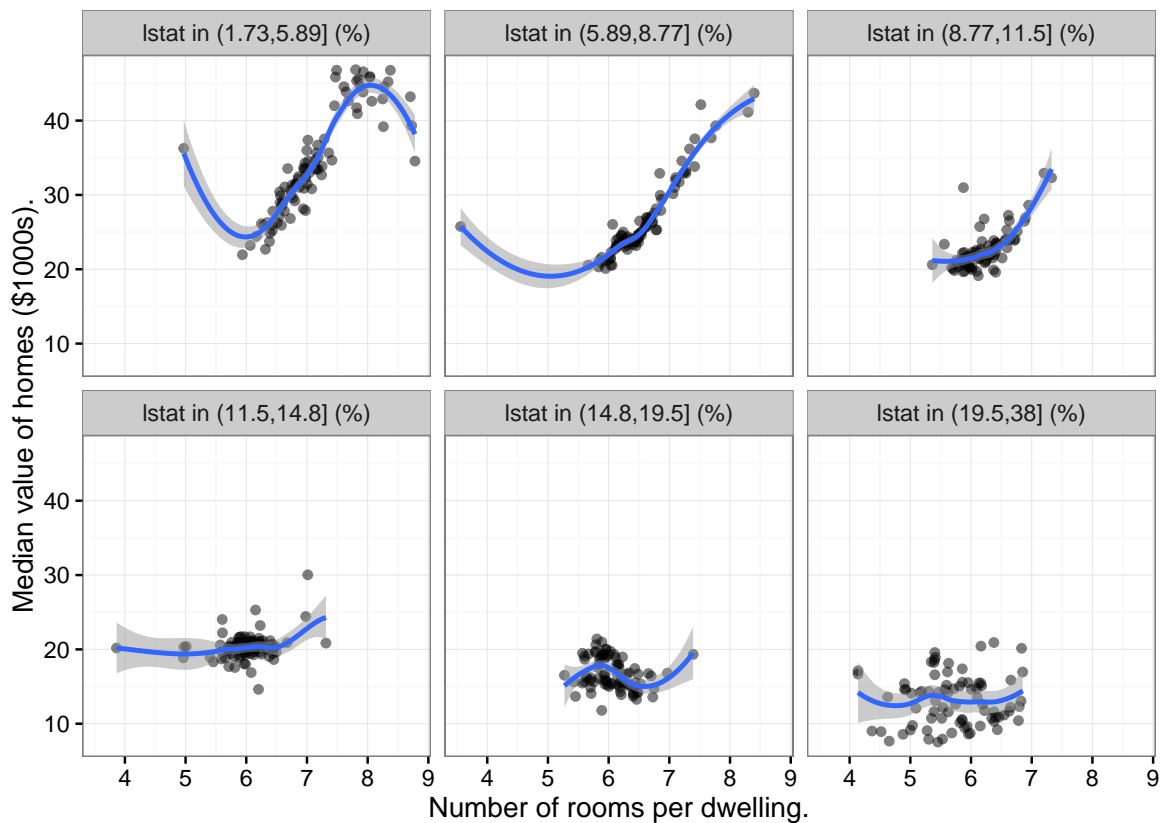 lstat in (1.73,5.89] (%) lstat in (5.89,8.77] (%) lstat in (8.77,11.5] (%)
40
30
20
10
lstat in (11.5,14.8] (%) lstat in (14.8,19.5] (%) lstat in (19.5,38] (%)
40
30
20
10
4 5 6 7 8 9 4 5 6 7 8 9 4 5 6 7 8 9
Number of rooms per dwelling.
Median value of homes ($1000s).